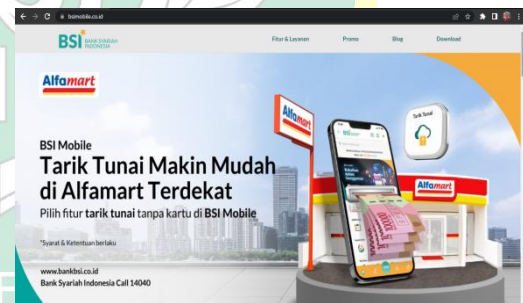 bsimobile.co.id
BSI BANK SYARIAH
INDONESIA
Fitur & Layanan
Promo
Blog
Download
Alfamart
Alfamart
Tarik Tunai
Alfamart
BSI Mobile
Tarik Tunai Makin Mudah
di Alfamart Terdekat
Pilih fitur tarik tunai tanpa kartu di BSI Mobile
*Syarat & Ketentuan berlaku
www.bankbsi.co.id
Bank Syariah Indonesia Call 14040